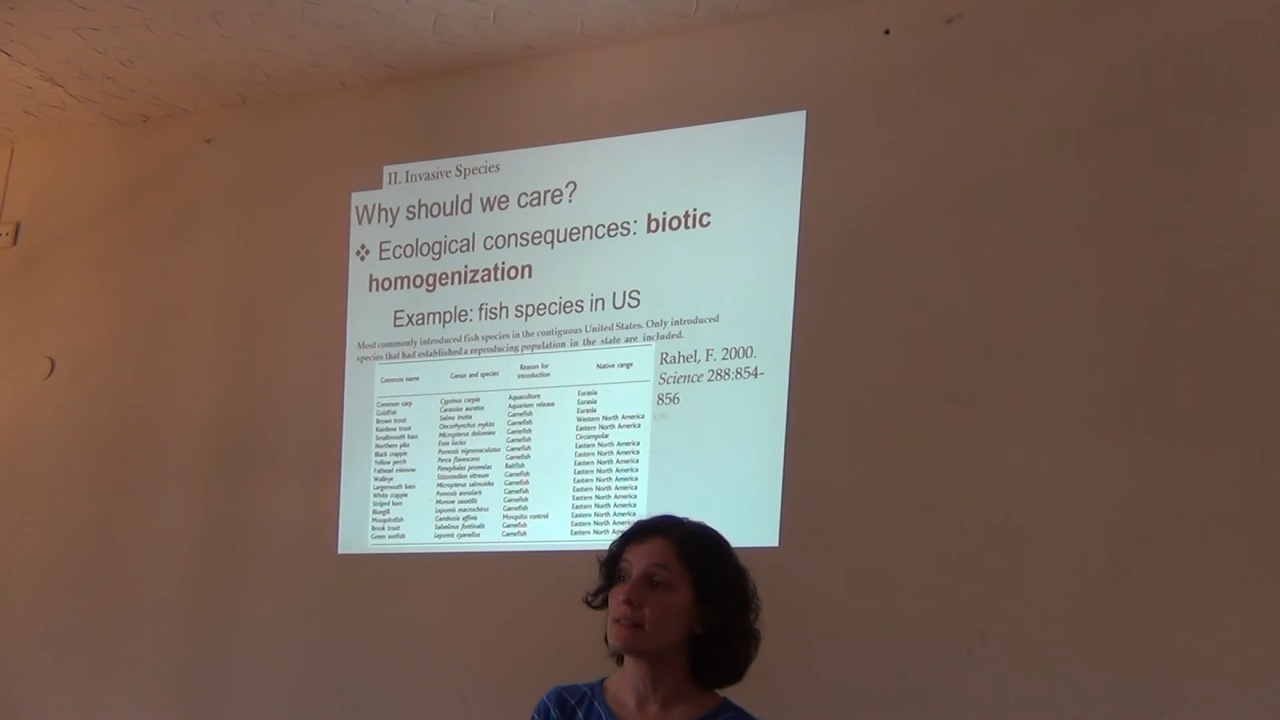 II. Invasive Species
Why should we care?
❖ Ecological consequences: biotic
homogenization
Example: fish species in US
Most commonly introduced fish species in the contiguous United States. Only introduced
species that had established a reproducing population in the state are included.
Rahel, F. 2000.
Science 288:854-
856
Common name Genus and species Reason for introduction Native range
Common carp Cyprinus carpio Aquaculture Eurasia
Goldfish Carassius auratus Aquarium release Eurasia
Brown trout Salmo trutta Gamefish Eurasia
Rainbow trout Oncorhynchus mykiss Gamefish Western North America
Smallmouth bass Micropterus dolomieu Gamefish Eastern North America
Northern pike Esox lucius Gamefish Circumpolar
Black crappie Pomoxis nigromaculatus Gamefish Eastern North America
Yellow perch Perca flavescens Gamefish Eastern North America
Fathead minnow Pimephales promelas Baitfish Eastern North America
Walleye Stizostedion vitreum Gamefish Eastern North America
Largemouth bass Micropterus salmoides Gamefish Eastern North America
White crappie Pomoxis annularis Gamefish Eastern North America
Striped bass Morone saxatilis Gamefish Eastern North America
Bluegill Lepomis macrochirus Gamefish Eastern North America
Mosquitofish Gambusia affinis Mosquito control Eastern North America
Brook trout Salvelinus fontinalis Gamefish Eastern North America
Green sunfish Lepomis cyanellus Gamefish Eastern North